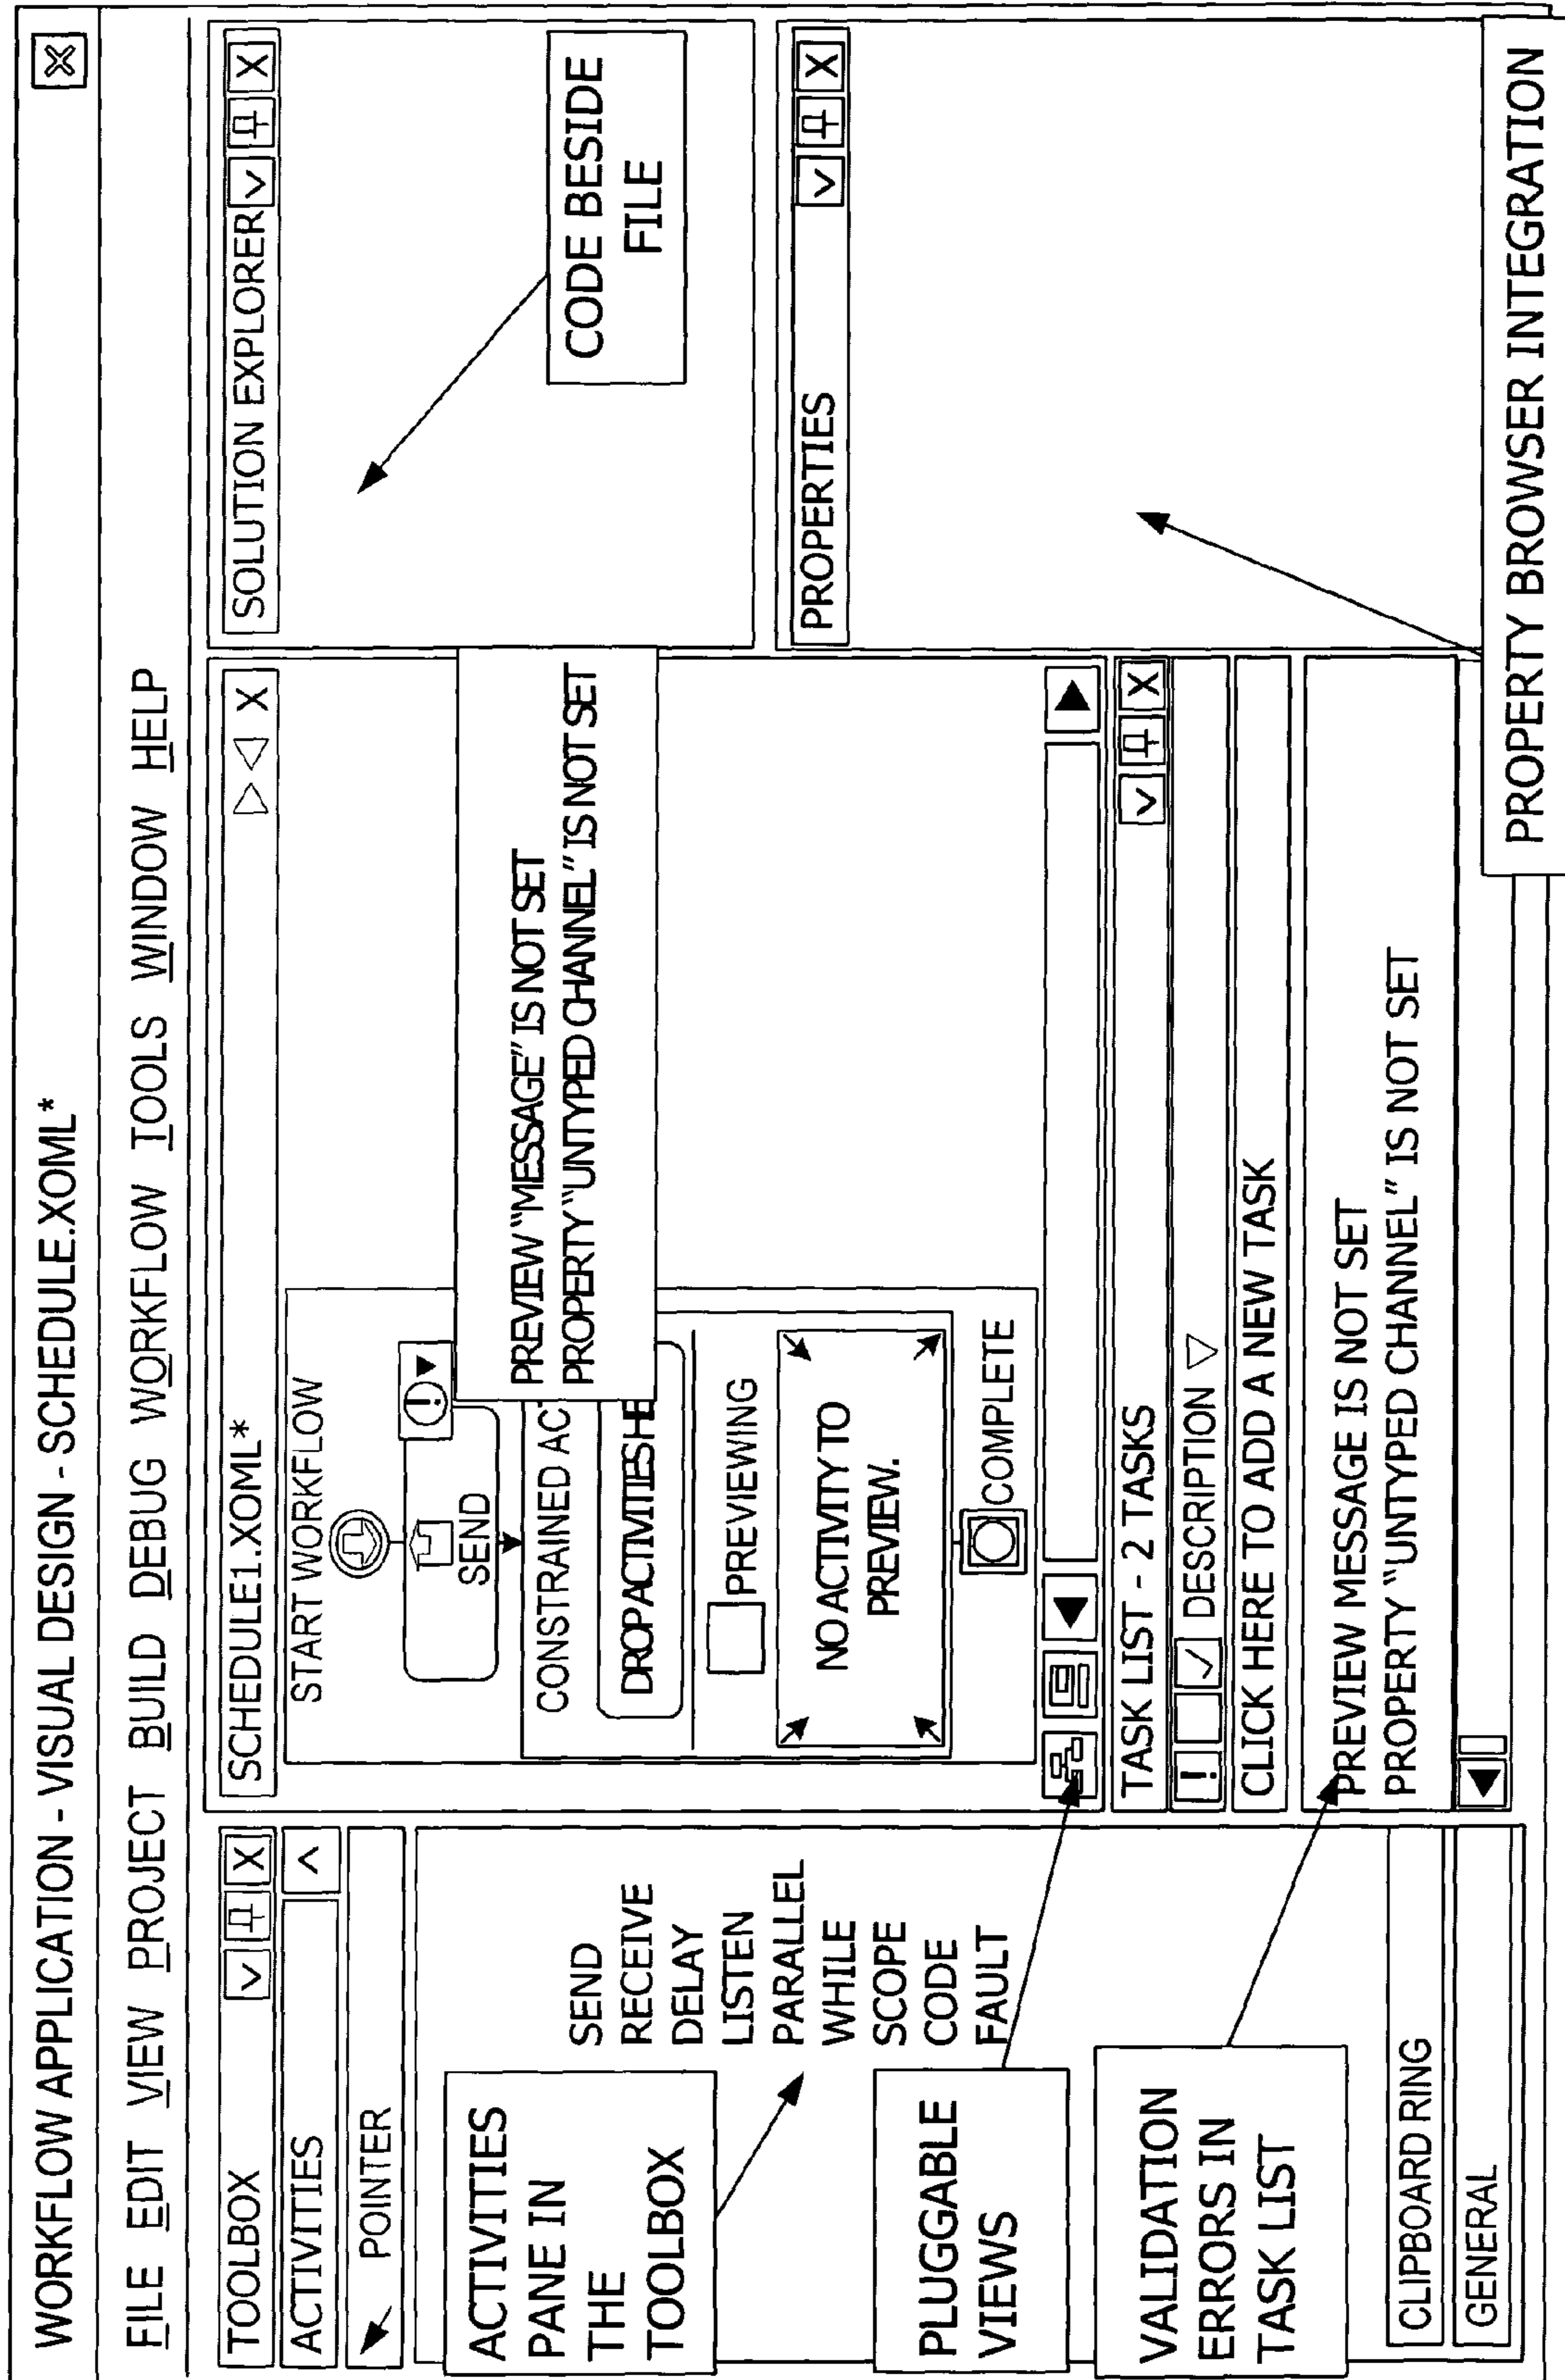 WORKFLOW APPLICATION - VISUAL DESIGN - SCHEDULE.XOML*
FILE EDIT VIEW PROJECT BUILD DEBUG WORKFLOW TOOLS WINDOW HELP
TOOLBOX
ACTIVITIES
POINTER
ACTIVITIES
PANE IN
THE
TOOLBOX
SEND
RECEIVE
DELAY
LISTEN
PARALLEL
WHILE
SCOPE
CODE
FAULT
PLUGGABLE
VIEWS
VALIDATION
ERRORS IN
TASK LIST
CLIPBOARD RING
GENERAL
SCHEDULE1.XOML*
START WORKFLOW
SEND
PREVIEW "MESSAGE" IS NOT SET
PROPERTY "UNTYPED CHANNEL" IS NOT SET
CONSTRAINED AC
DROP ACTIVITIES HE
PREVIEWING
NO ACTIVITY TO
PREVIEW.
COMPLETE
TASK LIST - 2 TASKS
! DESCRIPTION
CLICK HERE TO ADD A NEW TASK
PREVIEW MESSAGE IS NOT SET
PROPERTY "UNTYPED CHANNEL" IS NOT SET
SOLUTION EXPLORER
CODE BESIDE
FILE
PROPERTIES
PROPERTY BROWSER INTEGRATION